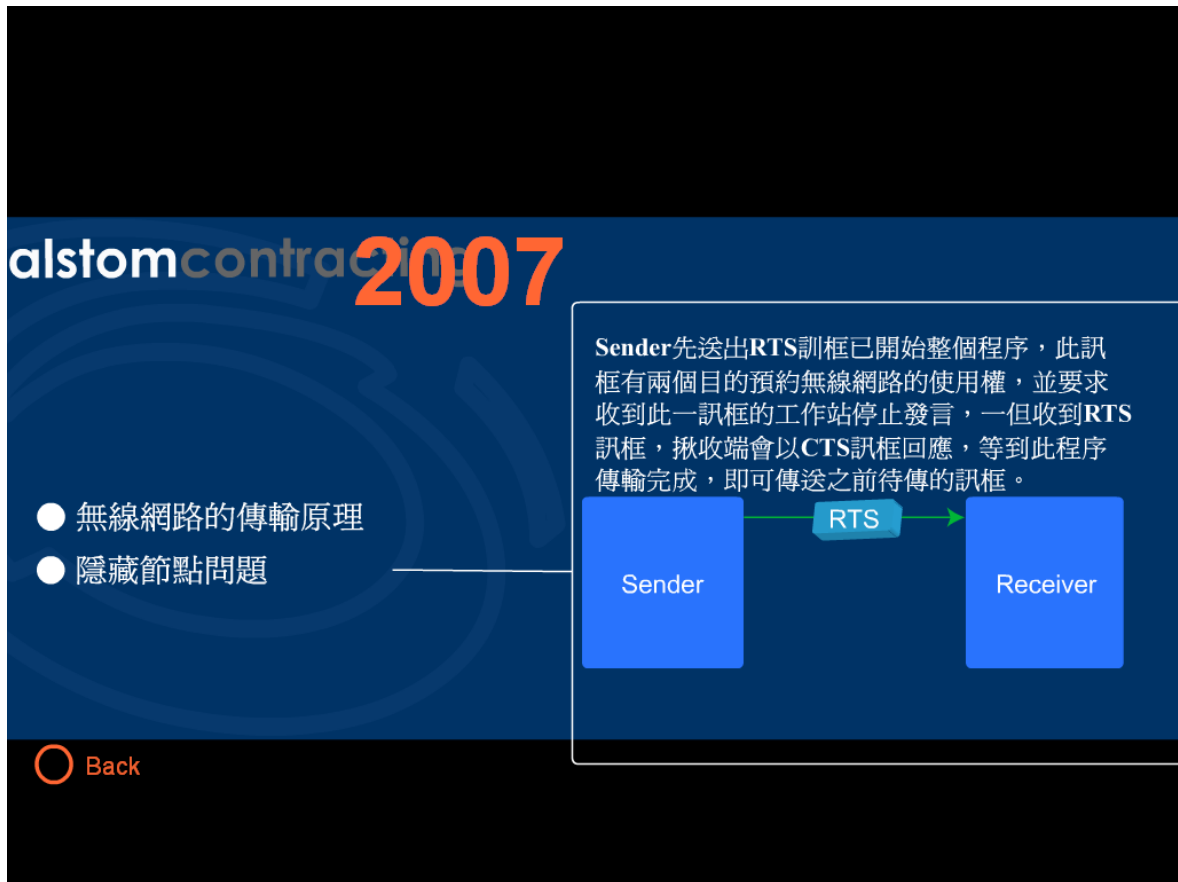 alstomcontracting
2007
Sender先送出RTS訓框已開始整個程序，此訊
框有兩個目的預約無線網路的使用權，並要求
收到此一訊框的工作站停止發言，一但收到RTS
訊框，揪收端會以CTS訊框回應，等到此程序
傳輸完成，即可傳送之前待傳的訊框。
無線網路的傳輸原理
隱藏節點問題
RTS
Sender
Receiver
Back